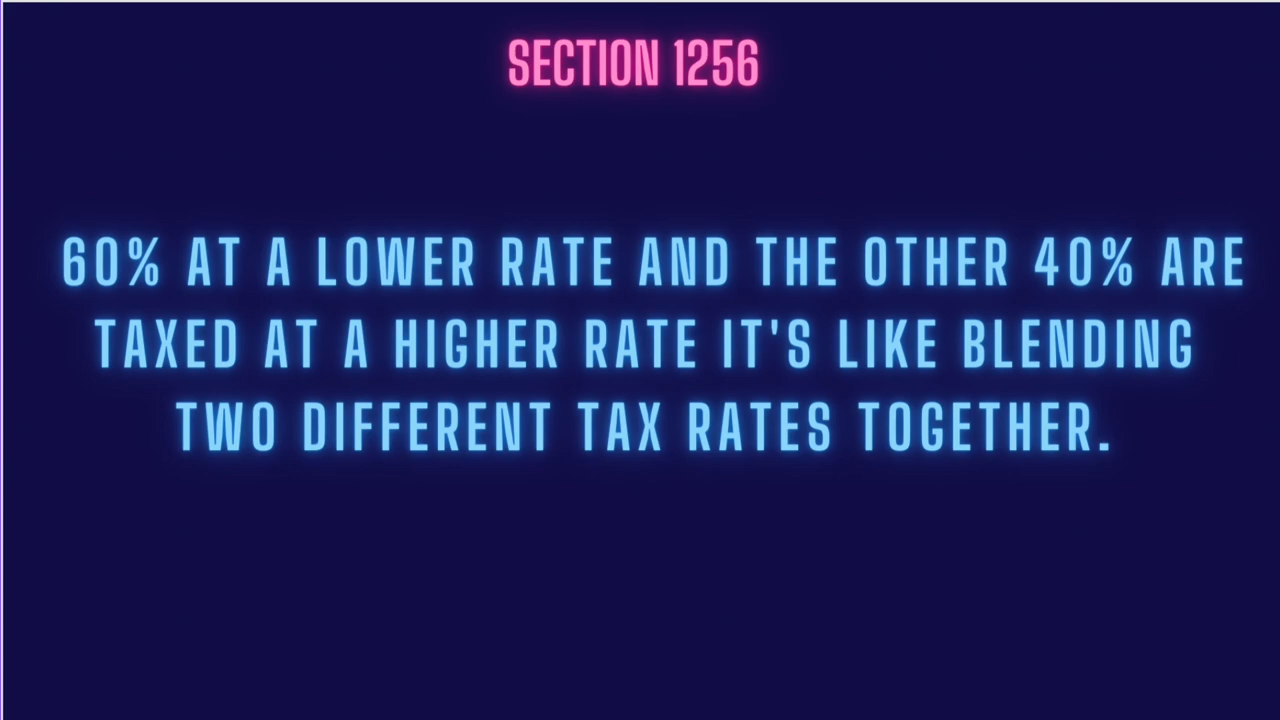 SECTION 1256
60% AT A LOWER RATE AND THE OTHER 40% ARE
TAXED AT A HIGHER RATE IT'S LIKE BLENDING
TWO DIFFERENT TAX RATES TOGETHER.